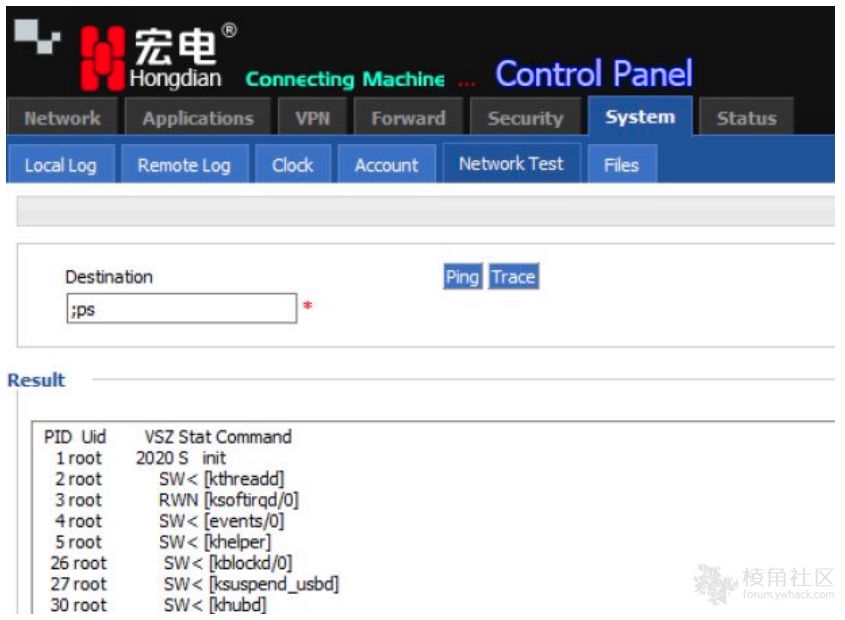 宏电®
Hongdian Connecting Machine ... Control Panel
Network Applications VPN Forward Security System Status
Local Log Remote Log Clock Account Network Test Files
Destination Ping Trace
;ps *
Result
PID Uid VSZ Stat Command
1 root 2020 S init
2 root SW< [kthreadd]
3 root RWN [ksoftirqd/0]
4 root SW< [events/0]
5 root SW< [khelper]
26 root SW< [kblockd/0]
27 root SW< [ksuspend_usbd]
30 root SW< [khubd]
棱角社区
forum.ywhack.com